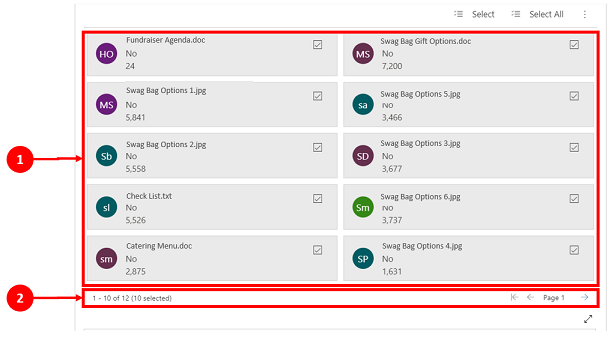 Select
Select All
HO
Fundraiser Agenda.doc
No
24
MS
Swag Bag Gift Options.doc
No
7,200
MS
Swag Bag Options 1.jpg
No
5,841
sa
Swag Bag Options 5.jpg
No
3,466
1
Sb
Swag Bag Options 2.jpg
No
5,558
SD
Swag Bag Options 3.jpg
No
3,677
sl
Check List.txt
No
5,526
Sm
Swag Bag Options 6.jpg
No
3,737
sm
Catering Menu.doc
No
2,875
SP
Swag Bag Options 4.jpg
No
1,631
2
1 - 10 of 12 (10 selected)
Page 1